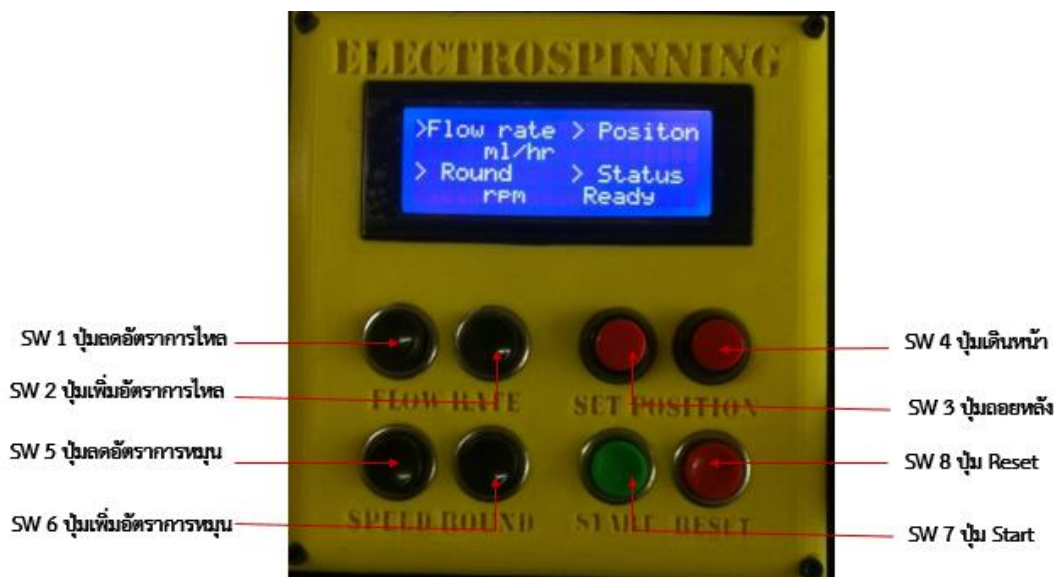 ELECTROSPINNING
>Flow rate > Positon
ml/hr
> Round > Status
rpm Ready
SW 1 ปุ่มลดอัตราการไหล
SW 4 ปุ่มเดินหน้า
SW 2 ปุ่มเพิ่มอัตราการไหล
FLOW RATE SET POSITION
SW 3 ปุ่มถอยหลัง
SW 5 ปุ่มลดอัตราการหมุน
SW 8 ปุ่ม Reset
SW 6 ปุ่มเพิ่มอัตราการหมุน
SPEED ROUND START RESET
SW 7 ปุ่ม Start